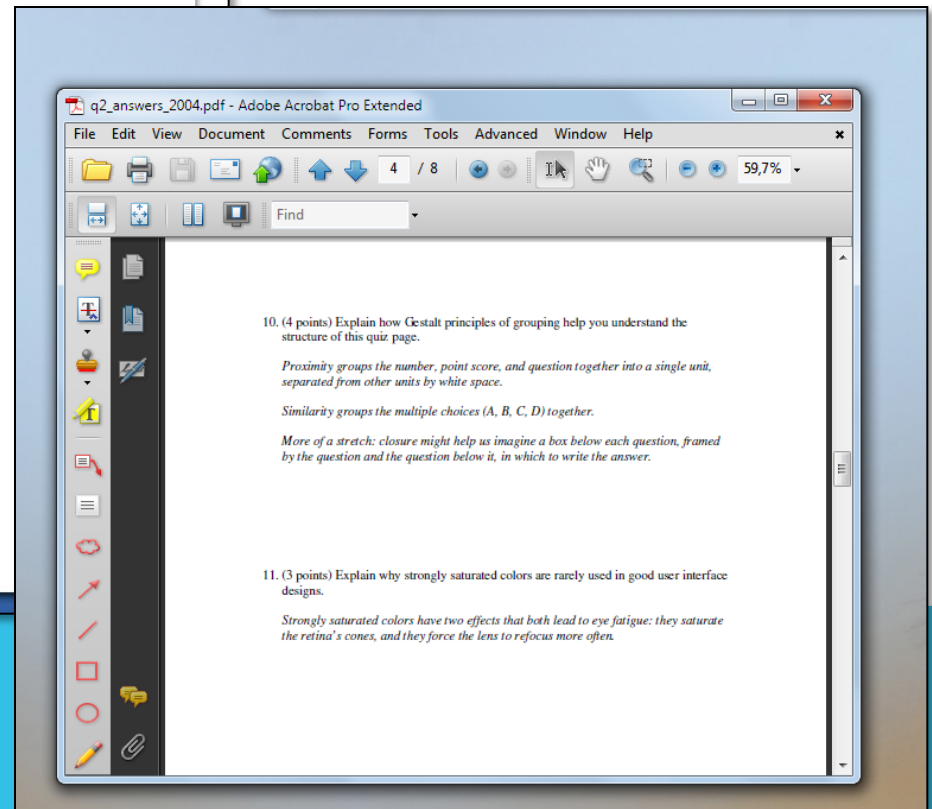 q2_answers_2004.pdf - Adobe Acrobat Pro Extended
File Edit View Document Comments Forms Tools Advanced Window Help
4 / 8 59,7%
Find
10. (4 points) Explain how Gestalt principles of grouping help you understand the
structure of this quiz page.
Proximity groups the number, point score, and question together into a single unit,
separated from other units by white space.
Similarity groups the multiple choices (A, B, C, D) together.
More of a stretch: closure might help us imagine a box below each question, framed
by the question and the question below it, in which to write the answer.
11. (3 points) Explain why strongly saturated colors are rarely used in good user interface
designs.
Strongly saturated colors have two effects that both lead to eye fatigue: they saturate
the retina's cones, and they force the lens to refocus more often.